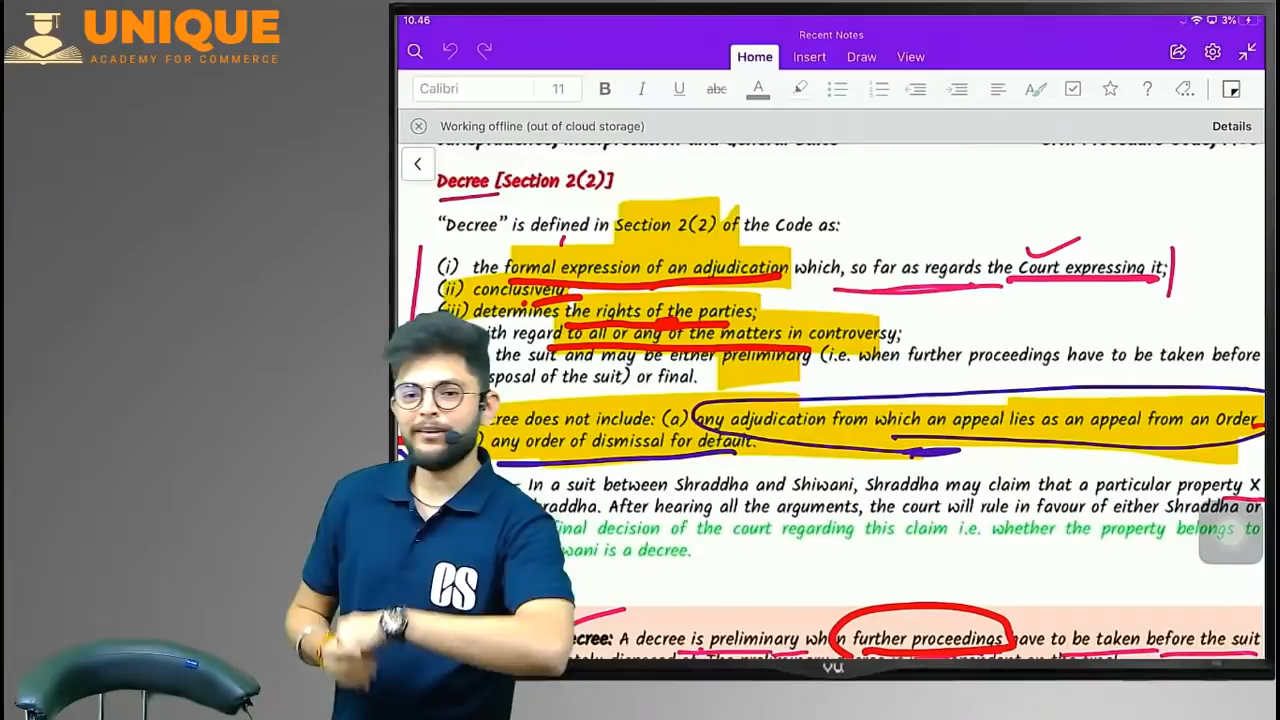 UNIQUE
ACADEMY FOR COMMERCE
10.46
3%
Recent Notes
Home Insert Draw View
Calibri 11 B I U abc A
Working offline (out of cloud storage) Details
Decree [Section 2(2)]
“Decree” is defined in Section 2(2) of the Code as:
(i) the formal expression of an adjudication which, so far as regards the Court expressing it;
(ii) conclusively;
(iii) determines the rights of the parties;
regard to all or any of the matters in controversy;
the suit and may be either preliminary (i.e. when further proceedings have to be taken before
of the suit) or final.
does not include: (a) any adjudication from which an appeal lies as an appeal from an Order
any order of dismissal for default.
In a suit between Shraddha and Shiwani, Shraddha may claim that a particular property X
After hearing all the arguments, the court will rule in favour of either Shraddha or
decision of the court regarding this claim i.e. whether the property belongs to
is a decree.
CS
A decree is preliminary when further proceedings have to be taken before the suit
vu